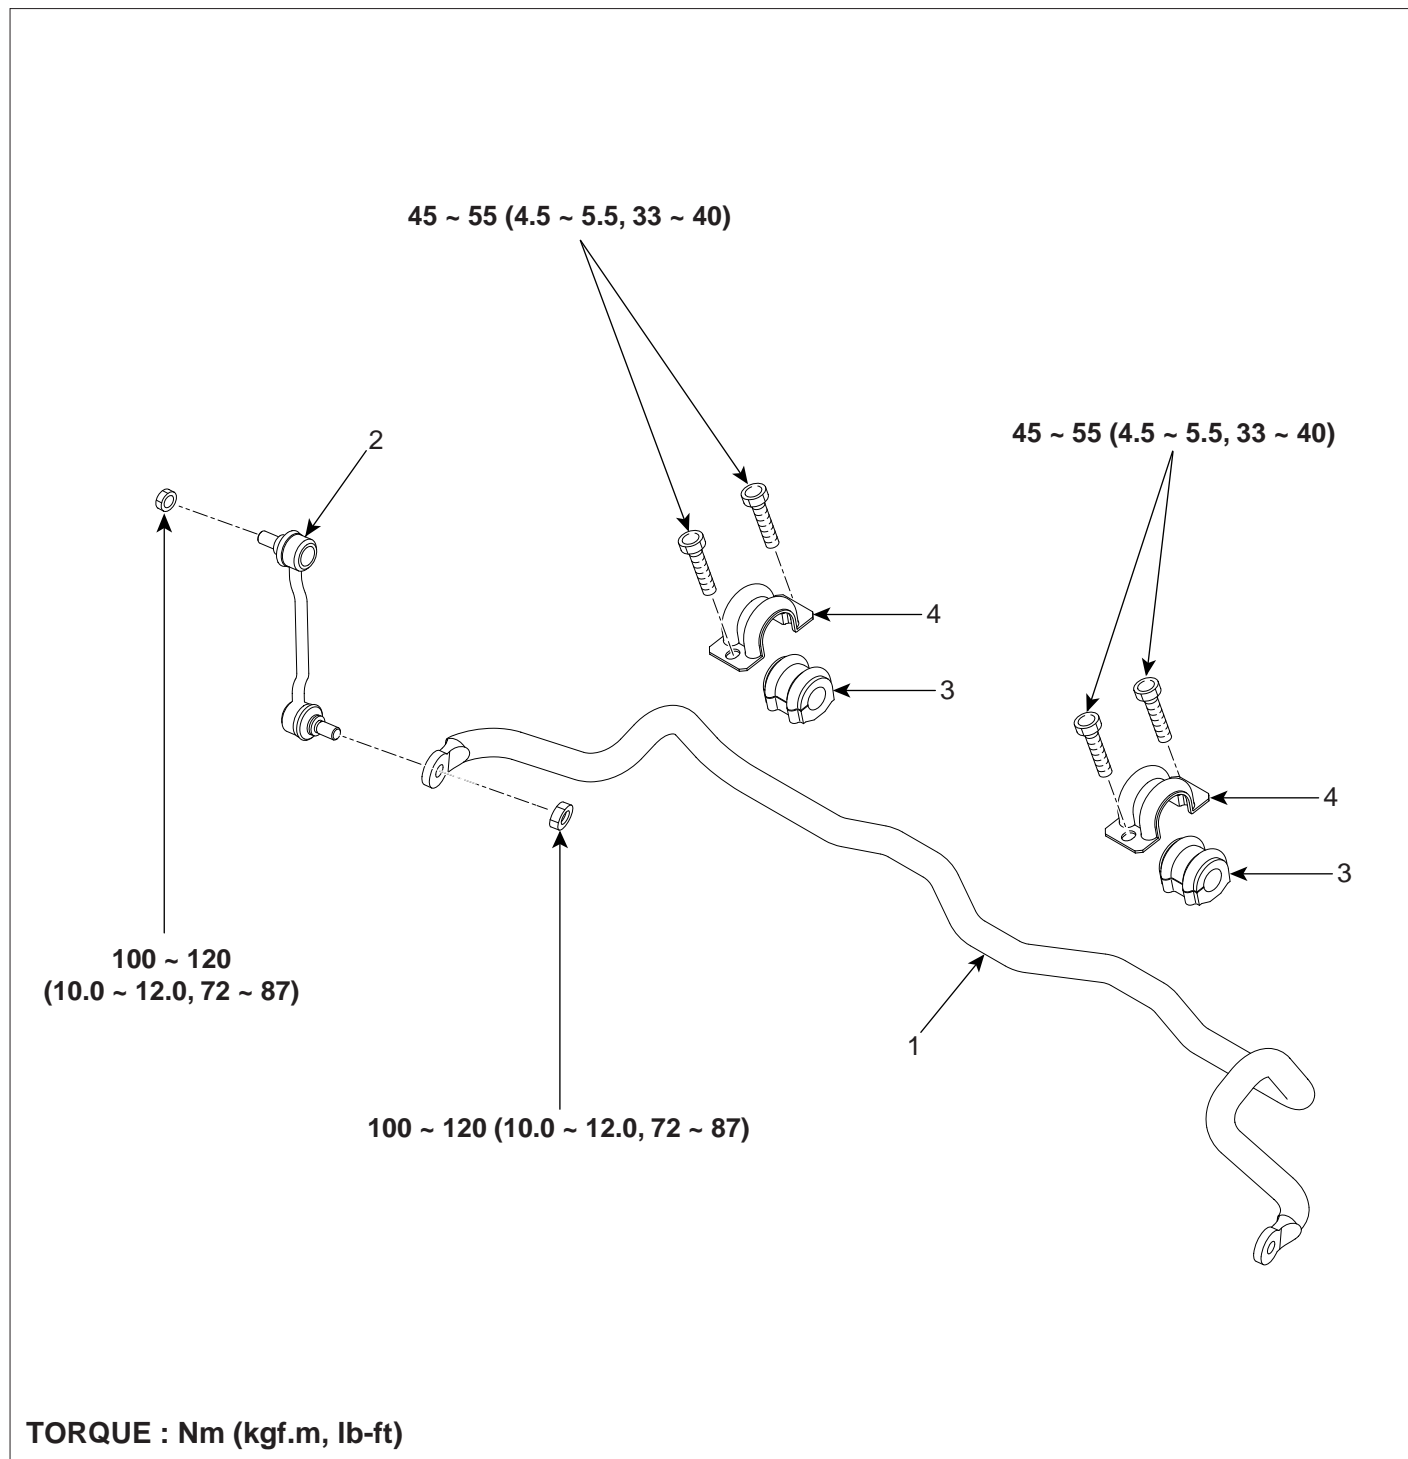 45 ~ 55 (4.5 ~ 5.5, 33 ~ 40)
2
45 ~ 55 (4.5 ~ 5.5, 33 ~ 40)
4
3
4
3
100 ~ 120
(10.0 ~ 12.0, 72 ~ 87)
1
100 ~ 120 (10.0 ~ 12.0, 72 ~ 87)
TORQUE : Nm (kgf.m, lb-ft)